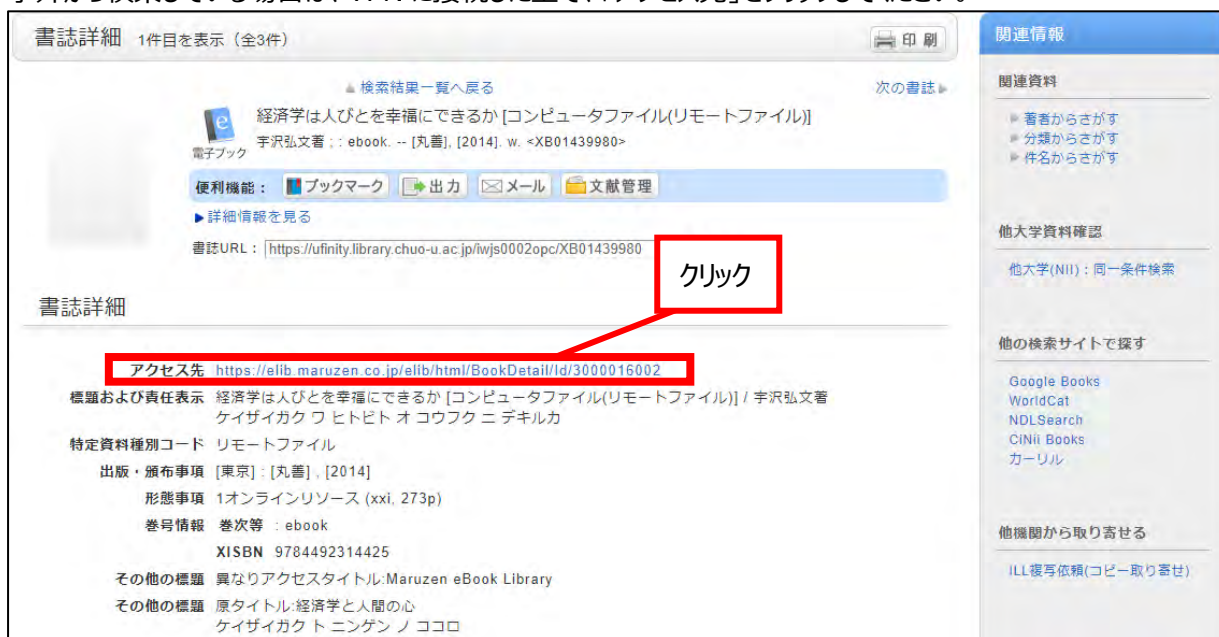 書誌詳細 1件目を表示（全3件）
印 刷
▲検索結果一覧へ戻る
次の書誌▶
e
電子ブック
経済学は人びとを幸福にできるか [コンピュータファイル(リモートファイル)]
宇沢弘文著 ; : ebook. -- [丸善], [2014]. w. <XB01439980>
便利機能： ブックマーク 出力 メール 文献管理
▶詳細情報を見る
書誌URL： https://ufinity.library.chuo-u.ac.jp/iwjs0002opc/XB01439980
クリック
書誌詳細
アクセス先 https://elib.maruzen.co.jp/elib/html/BookDetail/Id/3000016002
標題および責任表示 経済学は人びとを幸福にできるか [コンピュータファイル(リモートファイル)] / 宇沢弘文著
ケイザイガク ワ ヒトビト オ コウフク ニ デキルカ
特定資料種別コード リモートファイル
出版・頒布事項 [東京] : [丸善] , [2014]
形態事項 1オンラインリソース (xxi, 273p)
巻号情報 巻次等 : ebook
XISBN 9784492314425
その他の標題 異なりアクセスタイトル:Maruzen eBook Library
その他の標題 原タイトル:経済学と人間の心
ケイザイガク ト ニンゲン ノ ココロ
関連情報
関連資料
著者からさがす
分類からさがす
件名からさがす
他大学資料確認
他大学(NII)：同一条件検索
他の検索サイトで探す
Google Books
WorldCat
NDLSearch
CiNii Books
カーリル
他機関から取り寄せる
ILL複写依頼(コピー取り寄せ)